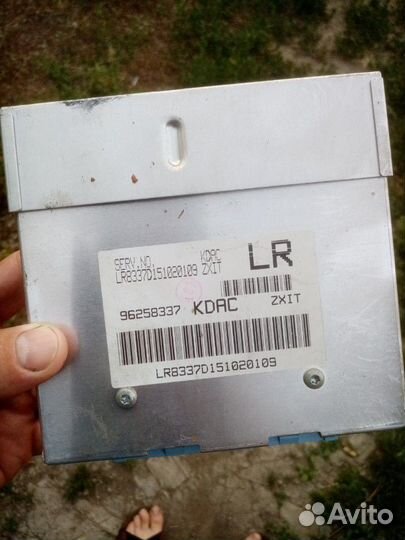 SERV.NO. KDAC LR
LR8337D151020109 ZXIT
96258337 KDAC ZXIT
LR8337D151020109
Avito